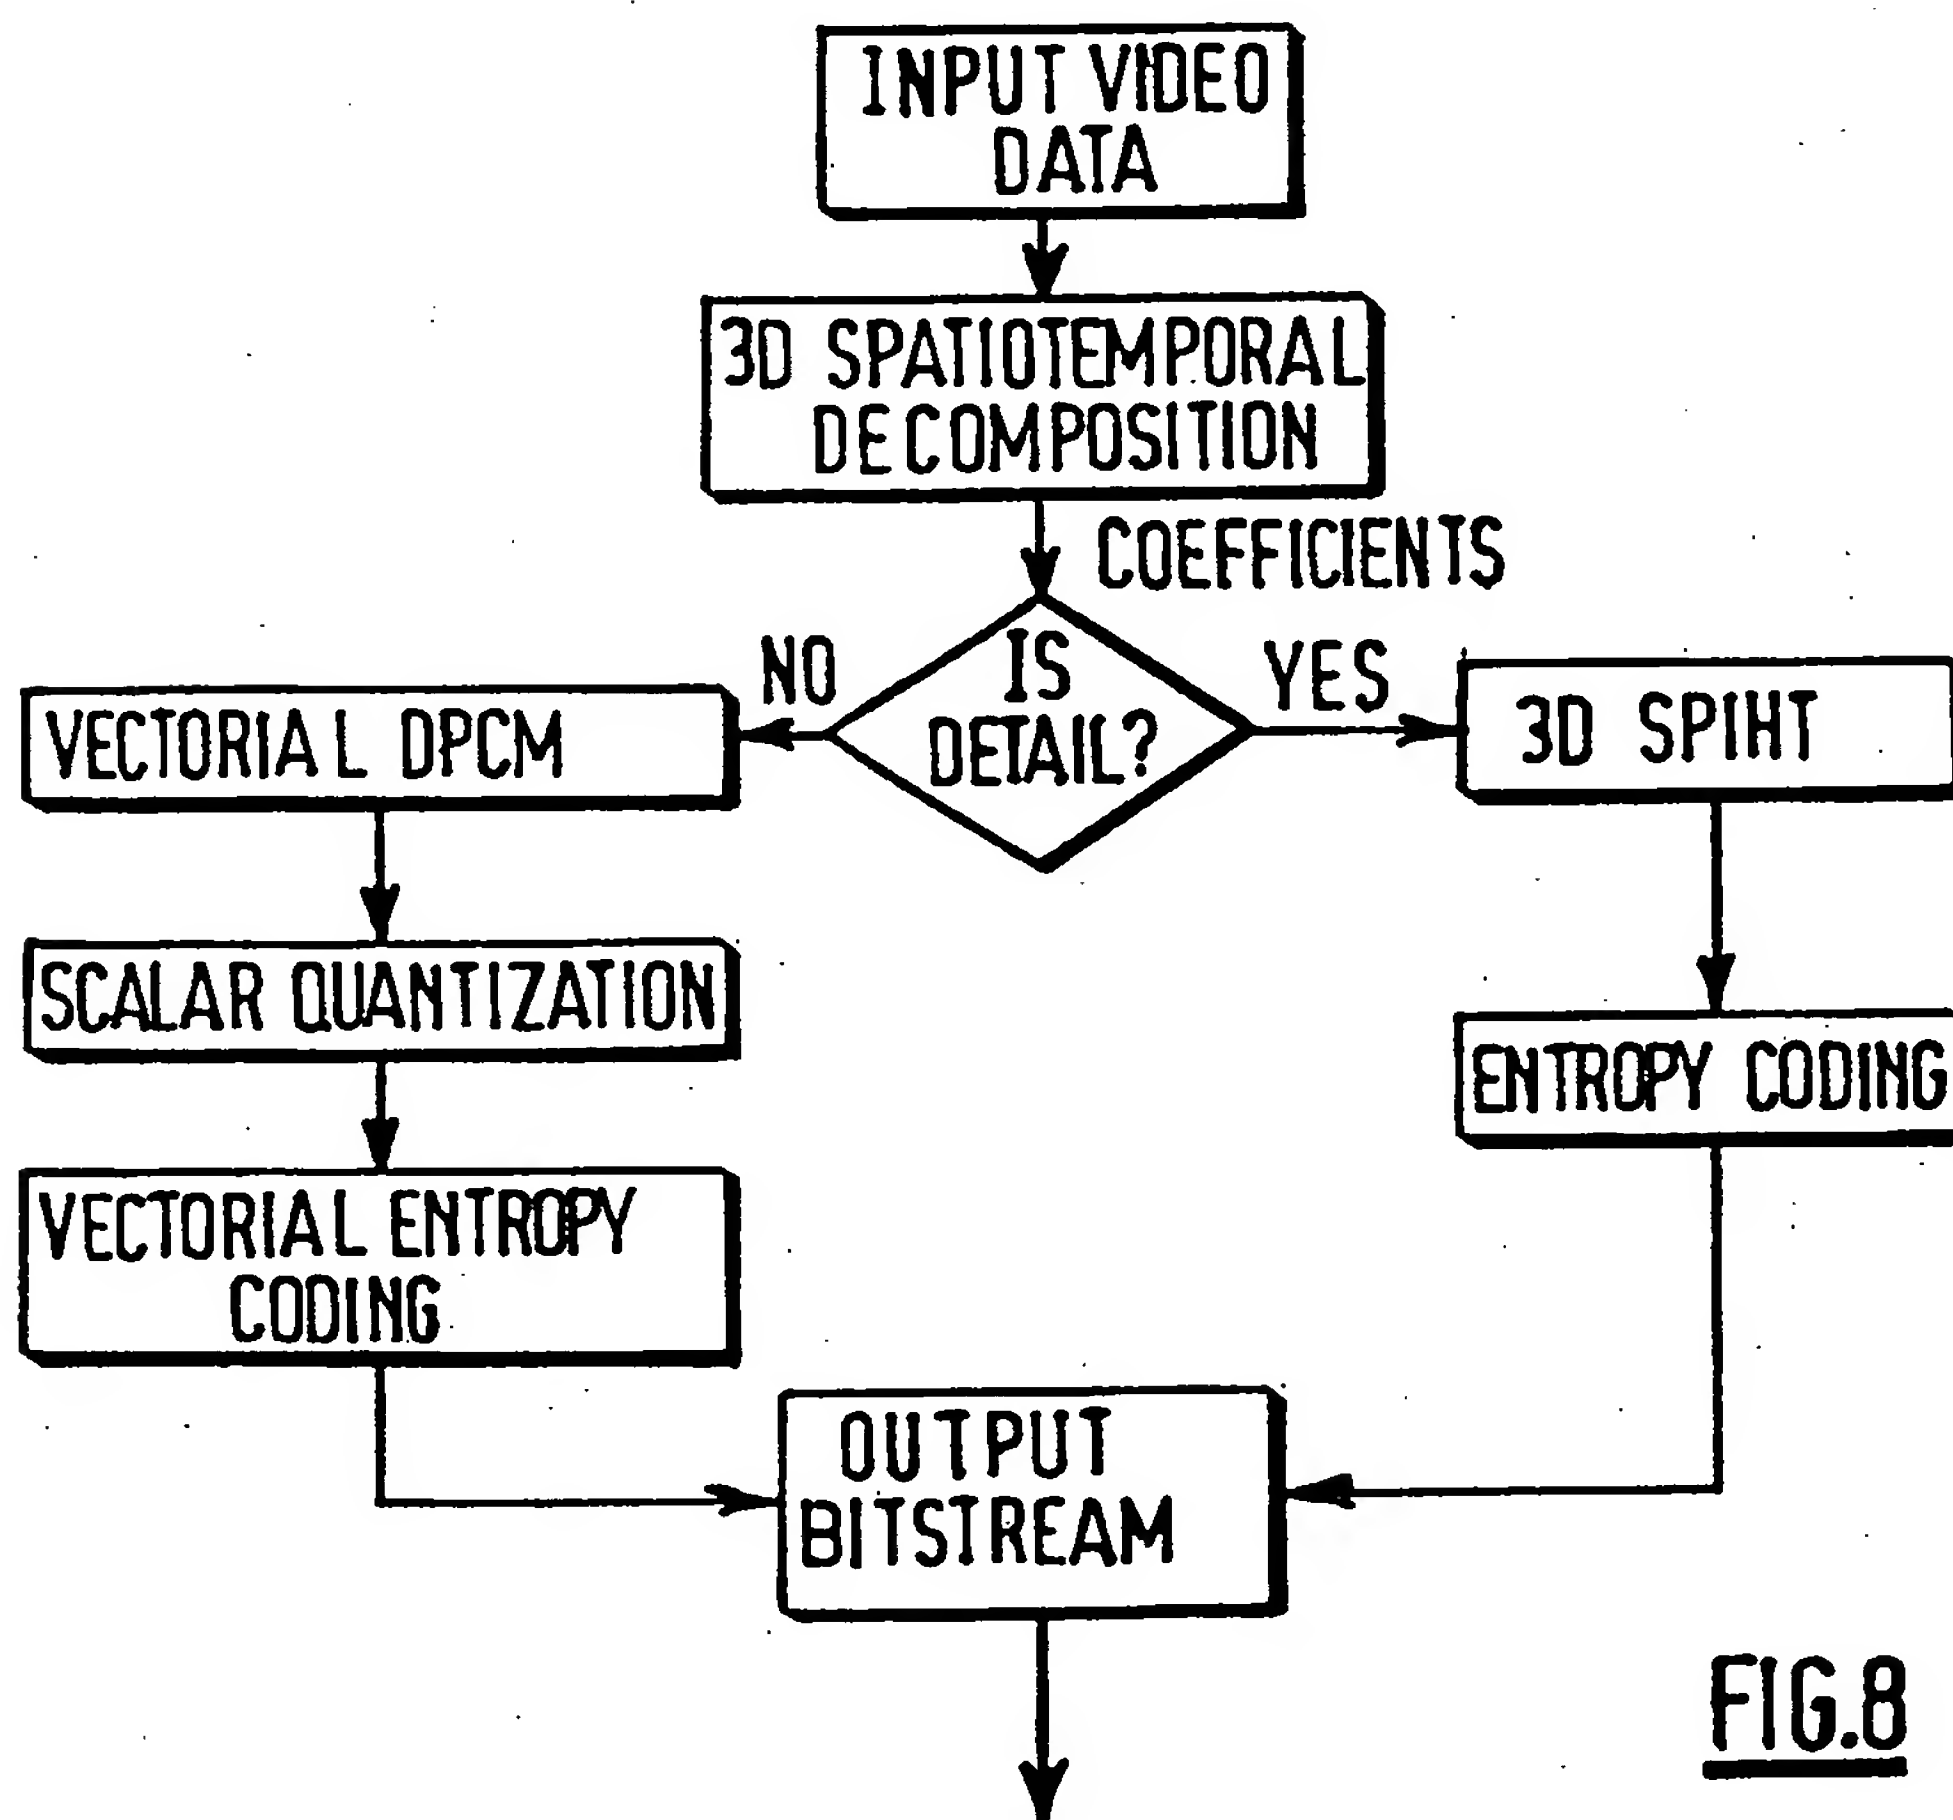 INPUT VIDEO
DATA
3D SPATIOTEMPORAL
DECOMPOSITION
COEFFICIENTS
NO
IS
DETAIL?
YES
VECTORIAL DPCM
3D SPIHT
SCALAR QUANTIZATION
ENTROPY CODING
VECTORIAL ENTROPY
CODING
OUTPUT
BITSTREAM
FIG.8